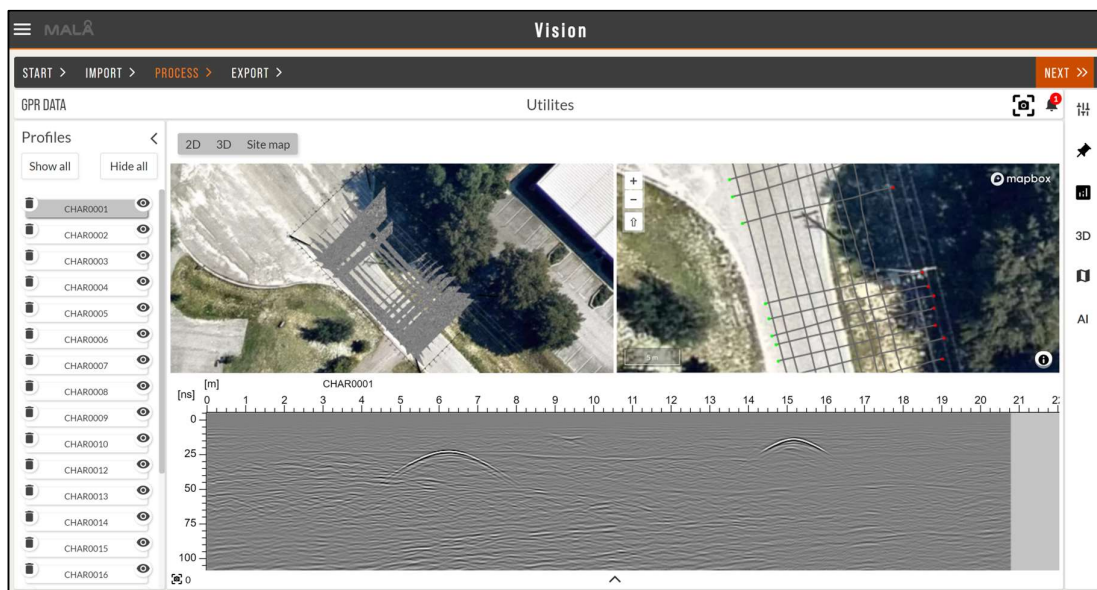 MALÅ
Vision
START > IMPORT > PROCESS > EXPORT >
NEXT >>
GPR DATA
Utilites
1
Profiles
Show all Hide all
CHAR0001
CHAR0002
CHAR0003
CHAR0004
CHAR0005
CHAR0006
CHAR0007
CHAR0008
CHAR0009
CHAR0010
CHAR0012
CHAR0013
CHAR0014
CHAR0015
CHAR0016
2D 3D Site map
+
−
⇧
mapbox
5 m
3D
AI
[m] CHAR0001
[ns] 0 1 2 3 4 5 6 7 8 9 10 11 12 13 14 15 16 17 18 19 20 21
0
25
50
75
100
0